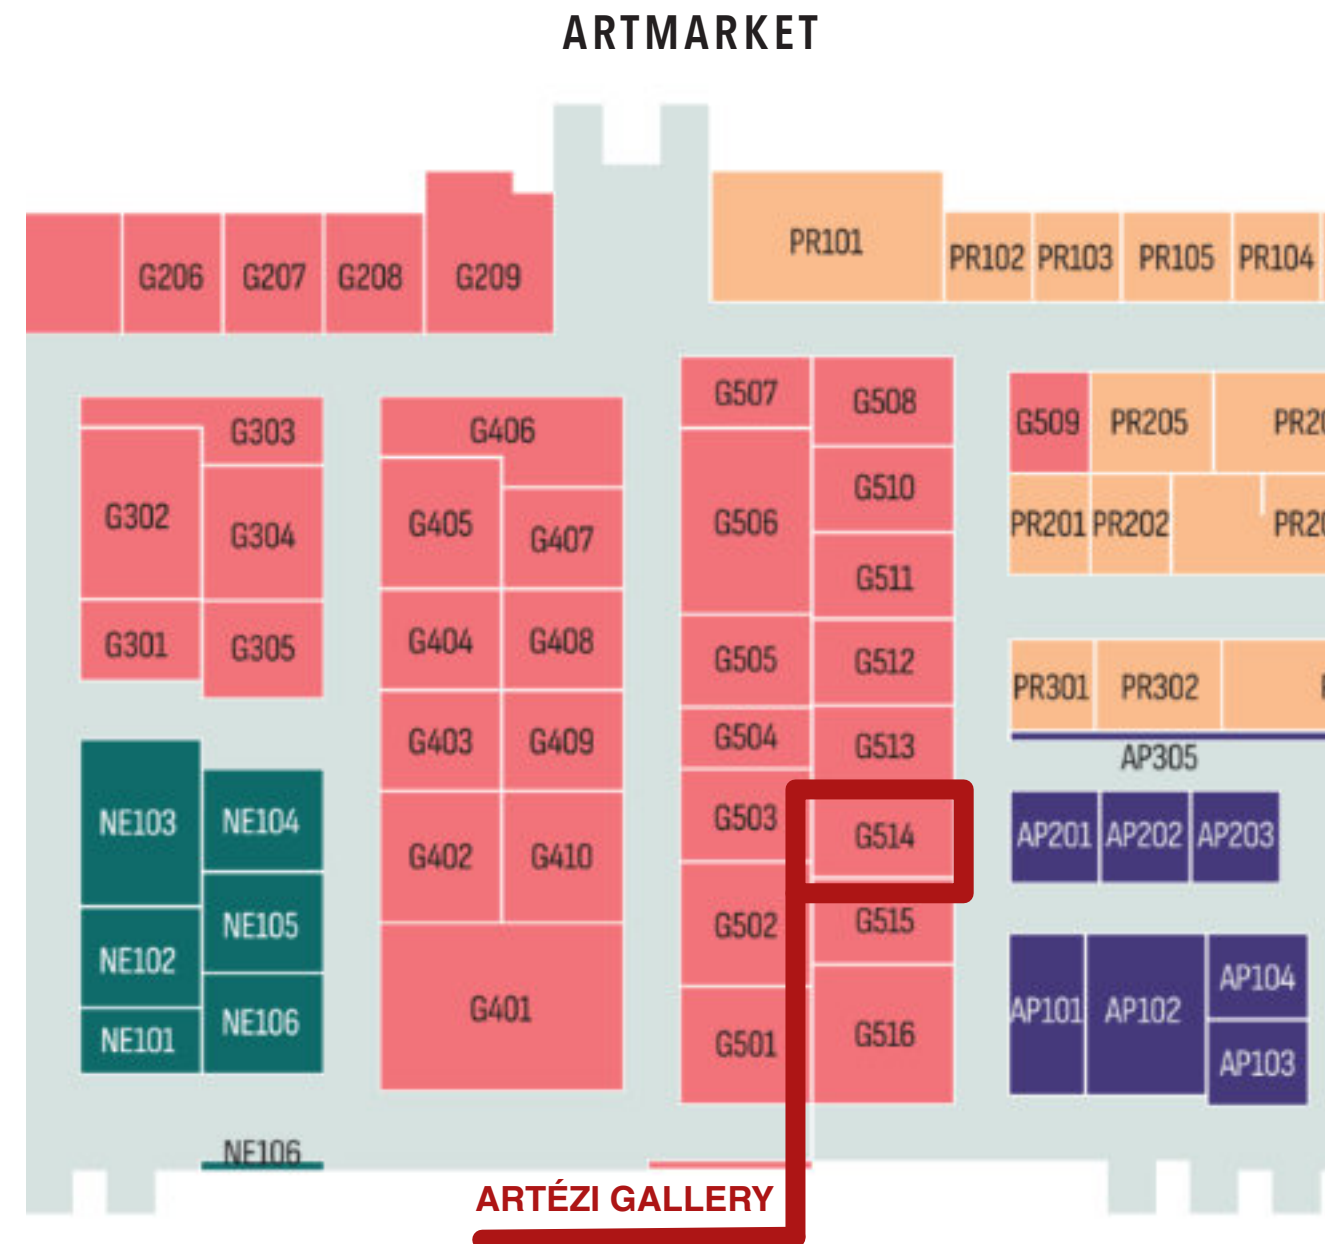 ARTMARKET
PR101
G206 G207 G208 G209
PR102 PR103 PR105 PR104
G507 G508
G303 G406
G509 PR205 PR20
G302 G405 G506 G510
G304 G407
PR201 PR202 PR20
G511
G301 G305 G404 G408 G505 G512
PR301 PR302
G403 G409 G504 G513
AP305
NE103 NE104 G503
G402 G410 G514
AP201 AP202 AP203
NE105 G502 G515
NE102
AP104
G401 AP101 AP102
NE101 NE106 G501 G516
AP103
NE106
ARTÉZI GALLERY